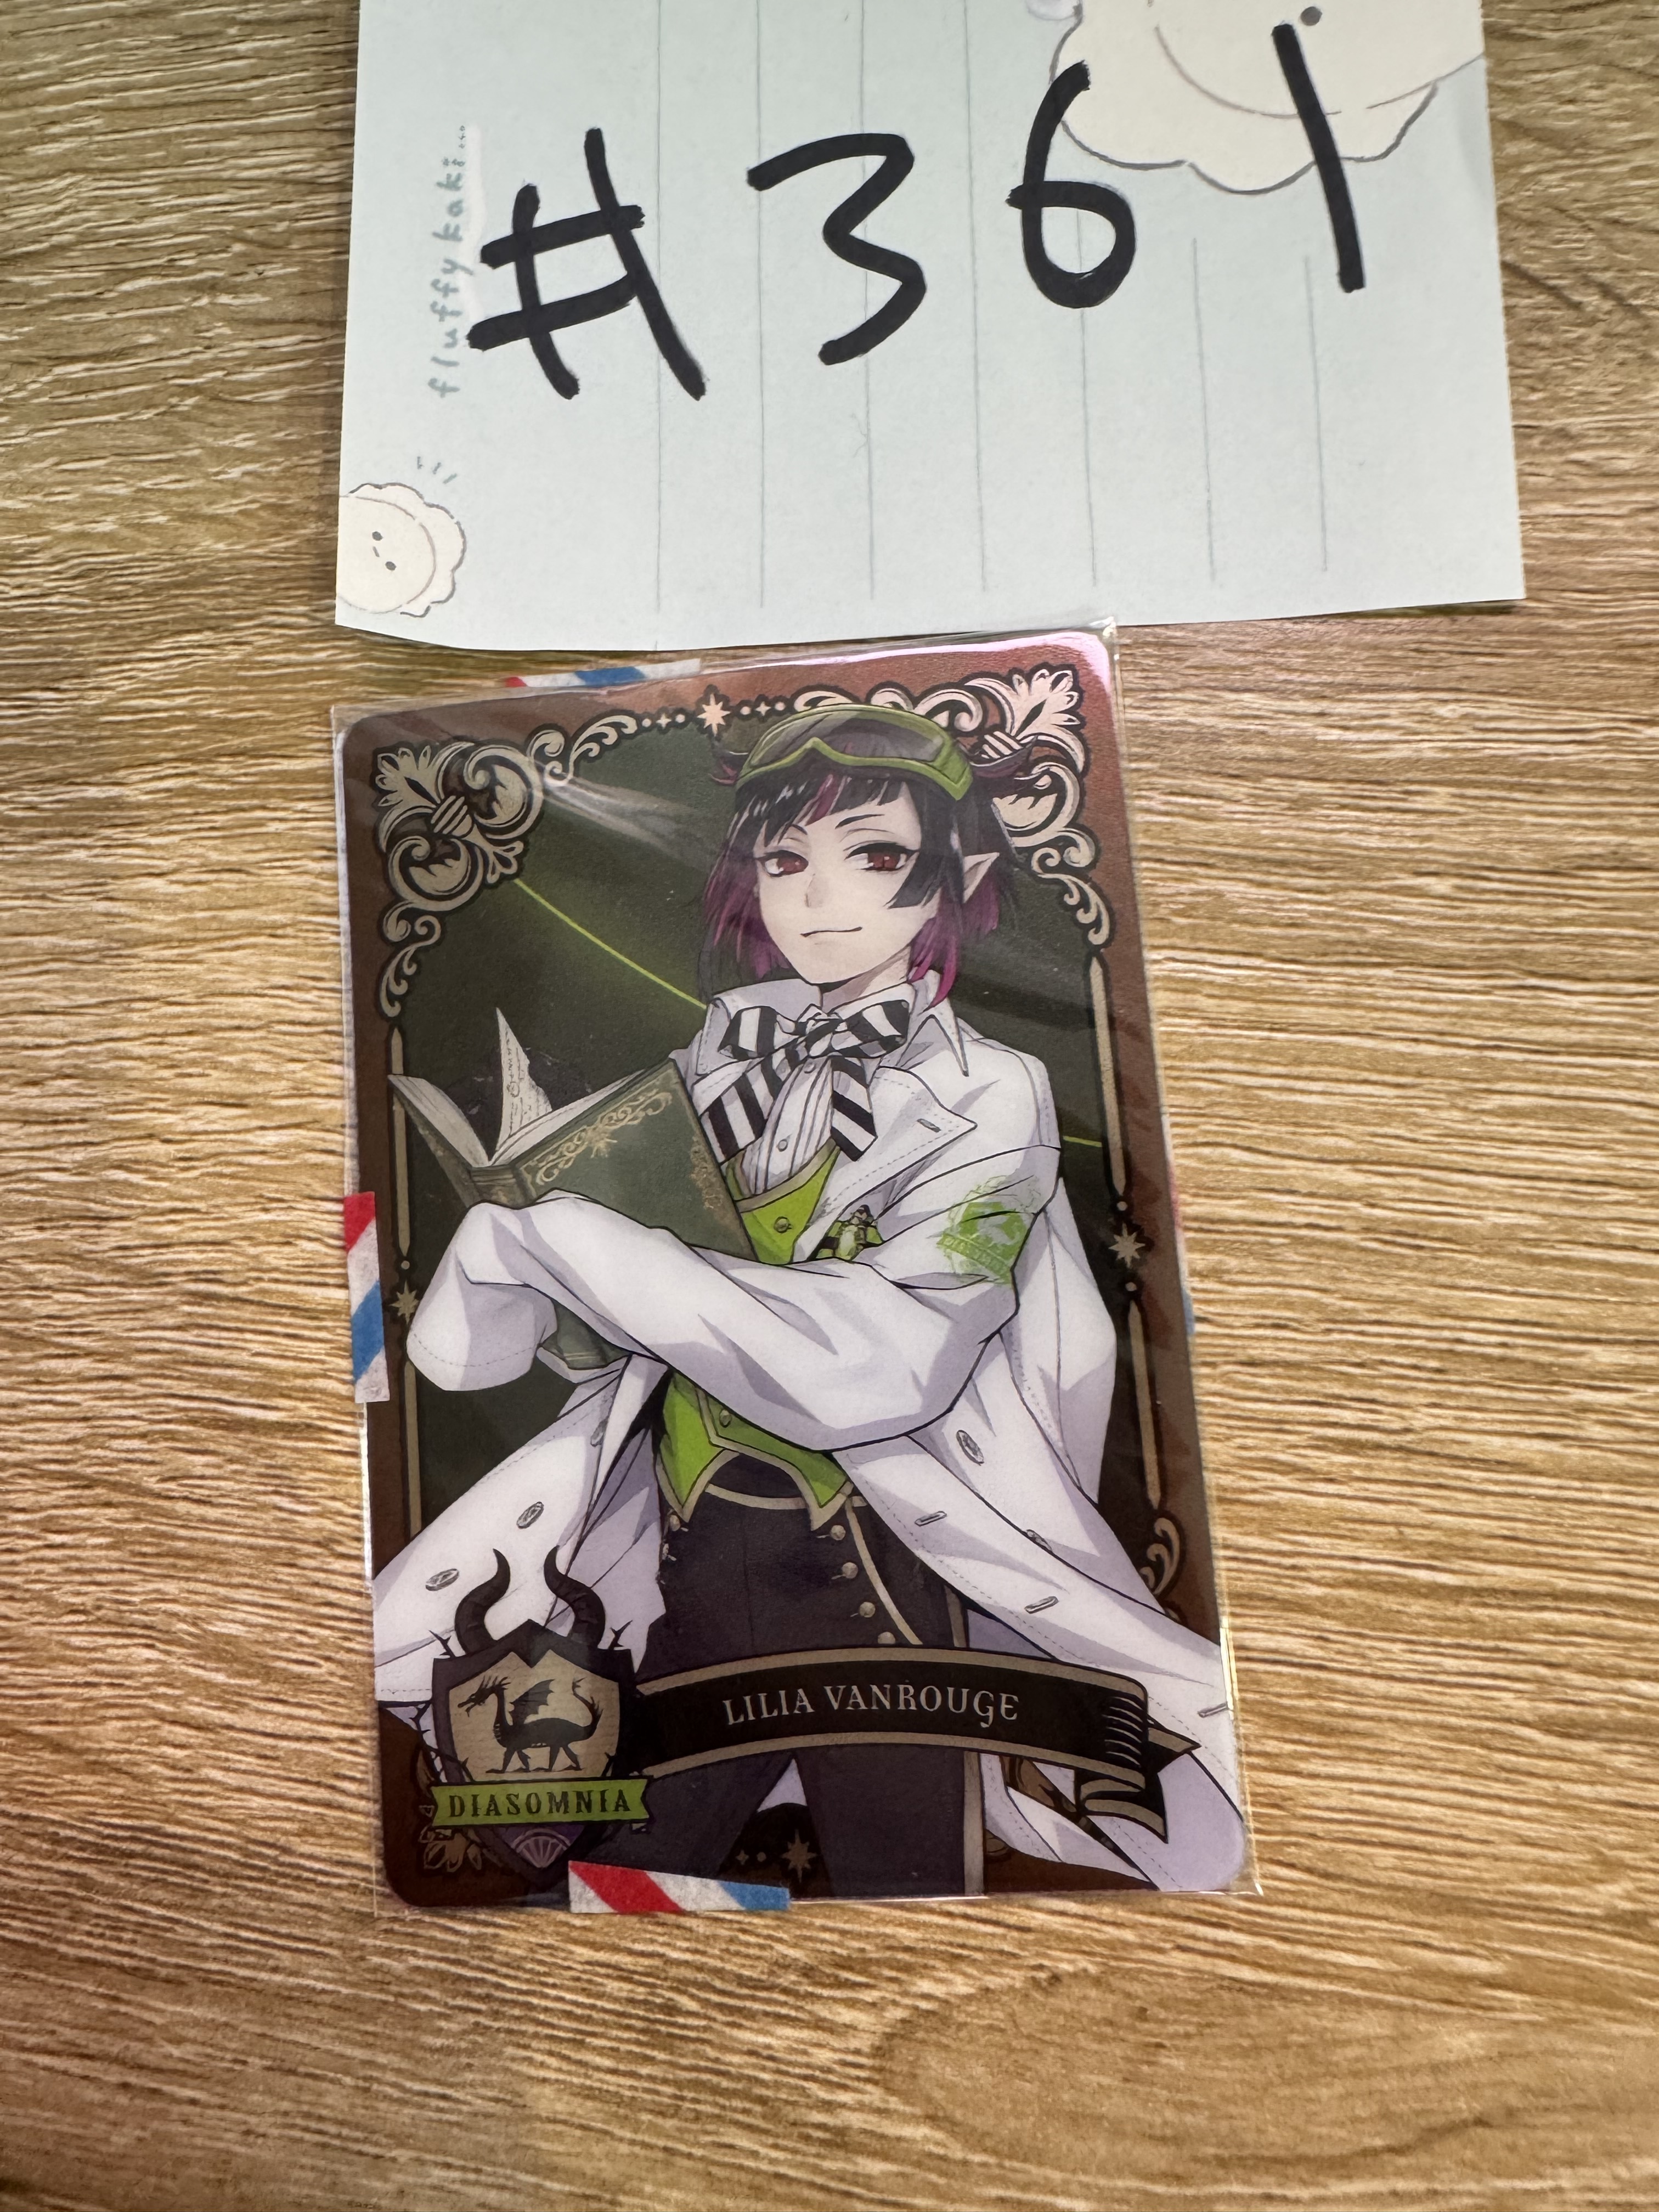 #361
fluffy kaki...
LILIA VANROUGE
DIASOMNIA